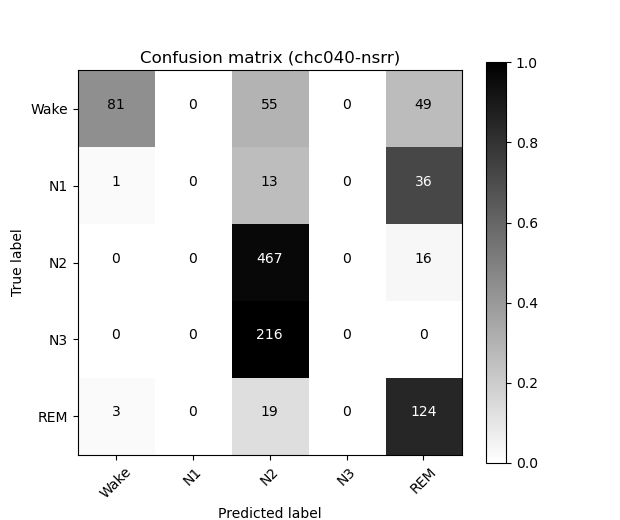 Confusion matrix (chc040-nsrr)
Wake 81 0 55 0 49
N1 1 0 13 0 36
N2 0 0 467 0 16
N3 0 0 216 0 0
REM 3 0 19 0 124
Wake N1 N2 N3 REM
Predicted label
True label
1.0
0.8
0.6
0.4
0.2
0.0